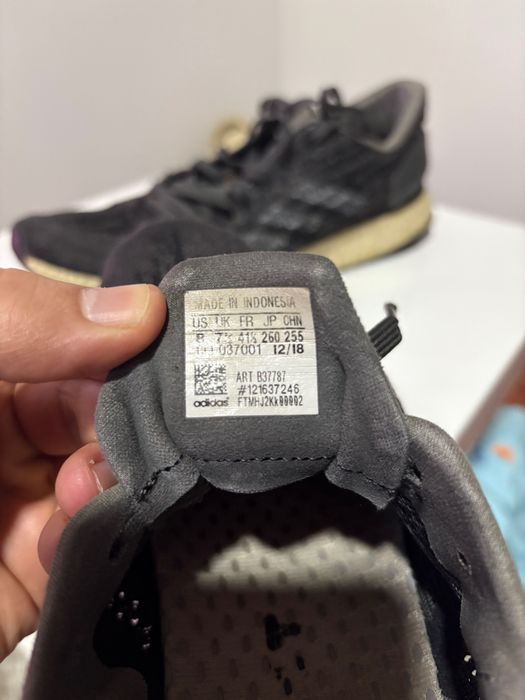 MADE IN INDONESIA
US UK FR JP CHN
8 7½ 41⅓ 260 255
037001 12/18
ART B37787
#121637246
adidas FTMHJ2Kk00002